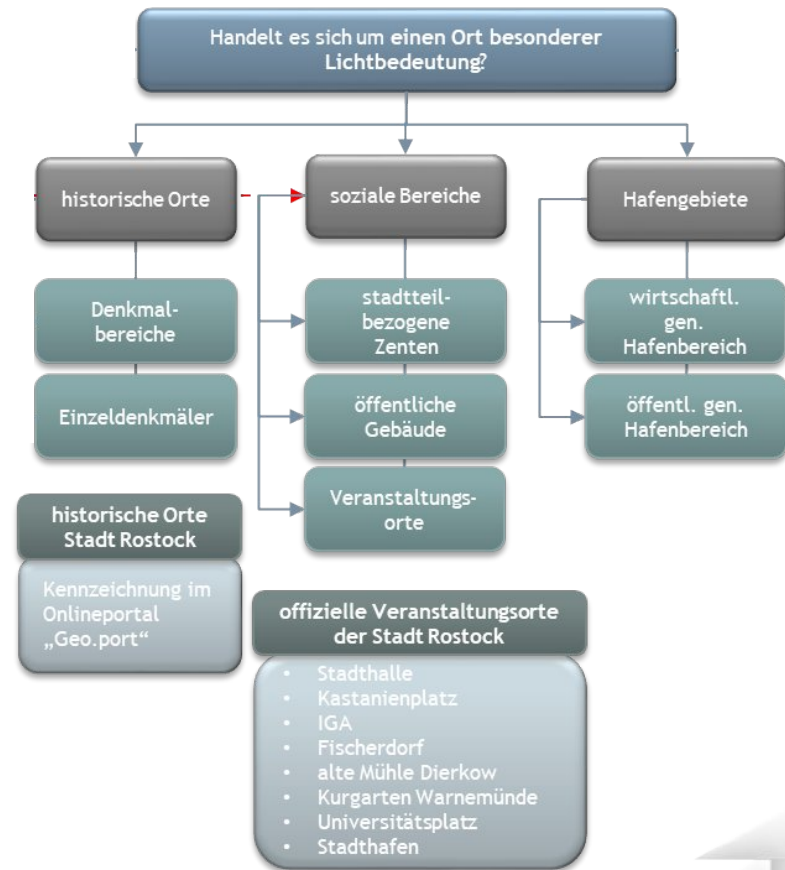 Handelt es sich um einen Ort besonderer
Lichtbedeutung?
historische Orte
soziale Bereiche
Hafengebiete
Denkmal-
bereiche
stadtteil-
bezogene
Zenten
wirtschaftl.
gen.
Hafenbereich
Einzeldenkmäler
öffentliche
Gebäude
öffentl. gen.
Hafenbereich
Veranstaltungs-
orte
historische Orte
Stadt Rostock
Kennzeichnung im
Onlineportal
„Geo.port“
offizielle Veranstaltungsorte
der Stadt Rostock
• Stadthalle
• Kastanienplatz
• IGA
• Fischerdorf
• alte Mühle Dierkow
• Kurgarten Warnemünde
• Universitätsplatz
• Stadthafen